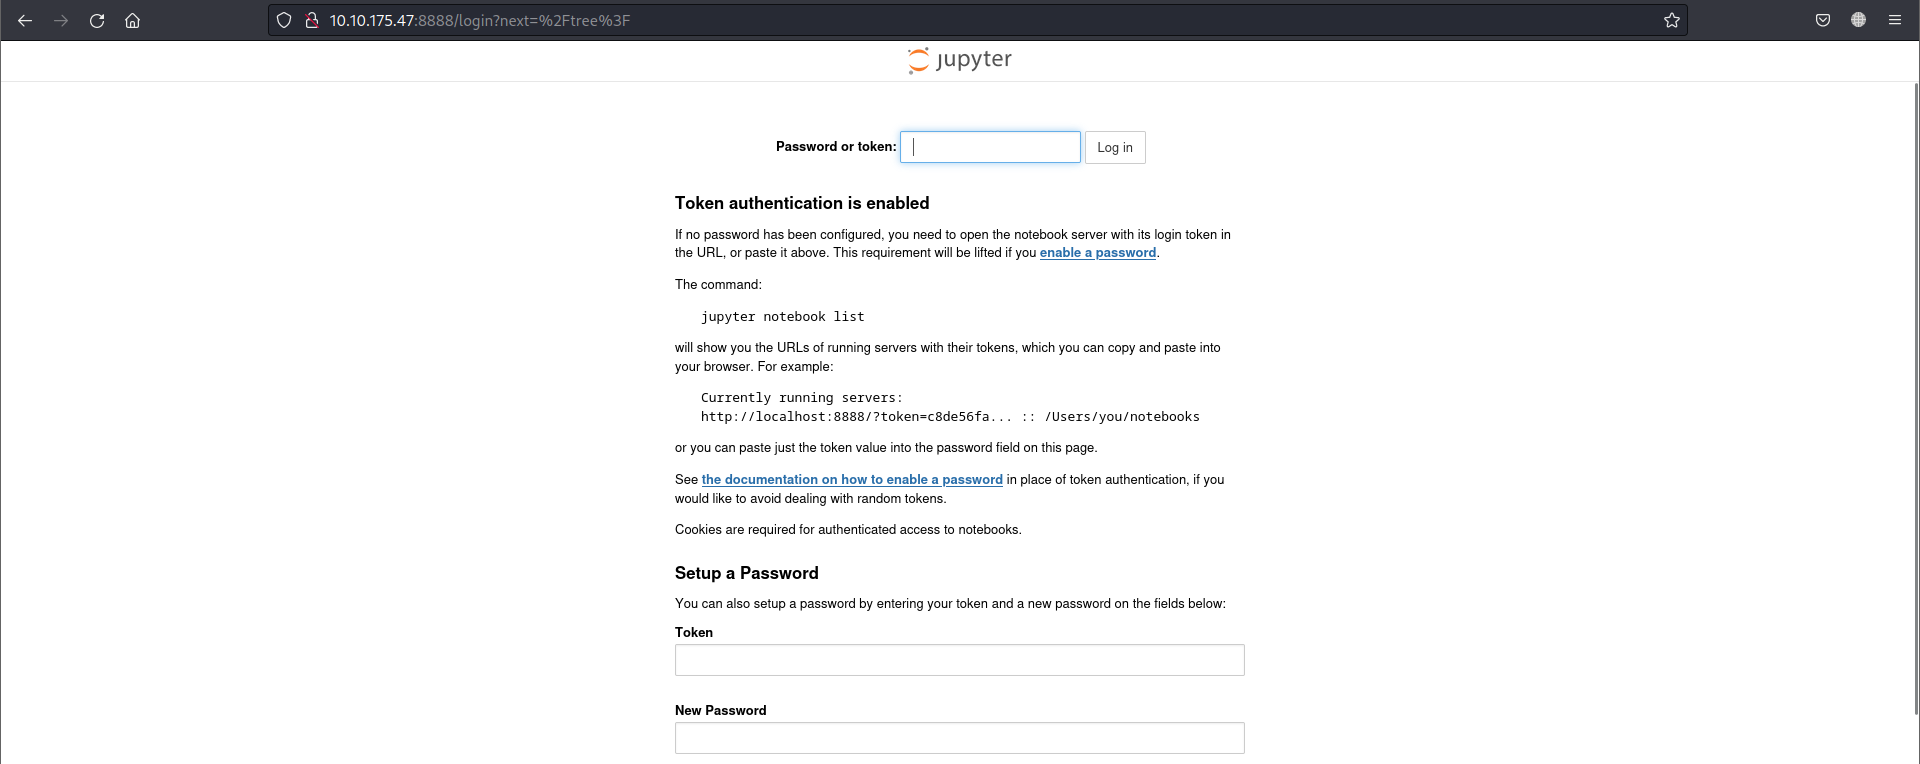 10.10.175.47:8888/login?next=%2Ftree%3F
jupyter
Password or token:
Log in
Token authentication is enabled
If no password has been configured, you need to open the notebook server with its login token in
the URL, or paste it above. This requirement will be lifted if you enable a password.
The command:
jupyter notebook list
will show you the URLs of running servers with their tokens, which you can copy and paste into
your browser. For example:
Currently running servers:
http://localhost:8888/?token=c8de56fa... :: /Users/you/notebooks
or you can paste just the token value into the password field on this page.
See the documentation on how to enable a password in place of token authentication, if you
would like to avoid dealing with random tokens.
Cookies are required for authenticated access to notebooks.
Setup a Password
You can also setup a password by entering your token and a new password on the fields below:
Token
New Password